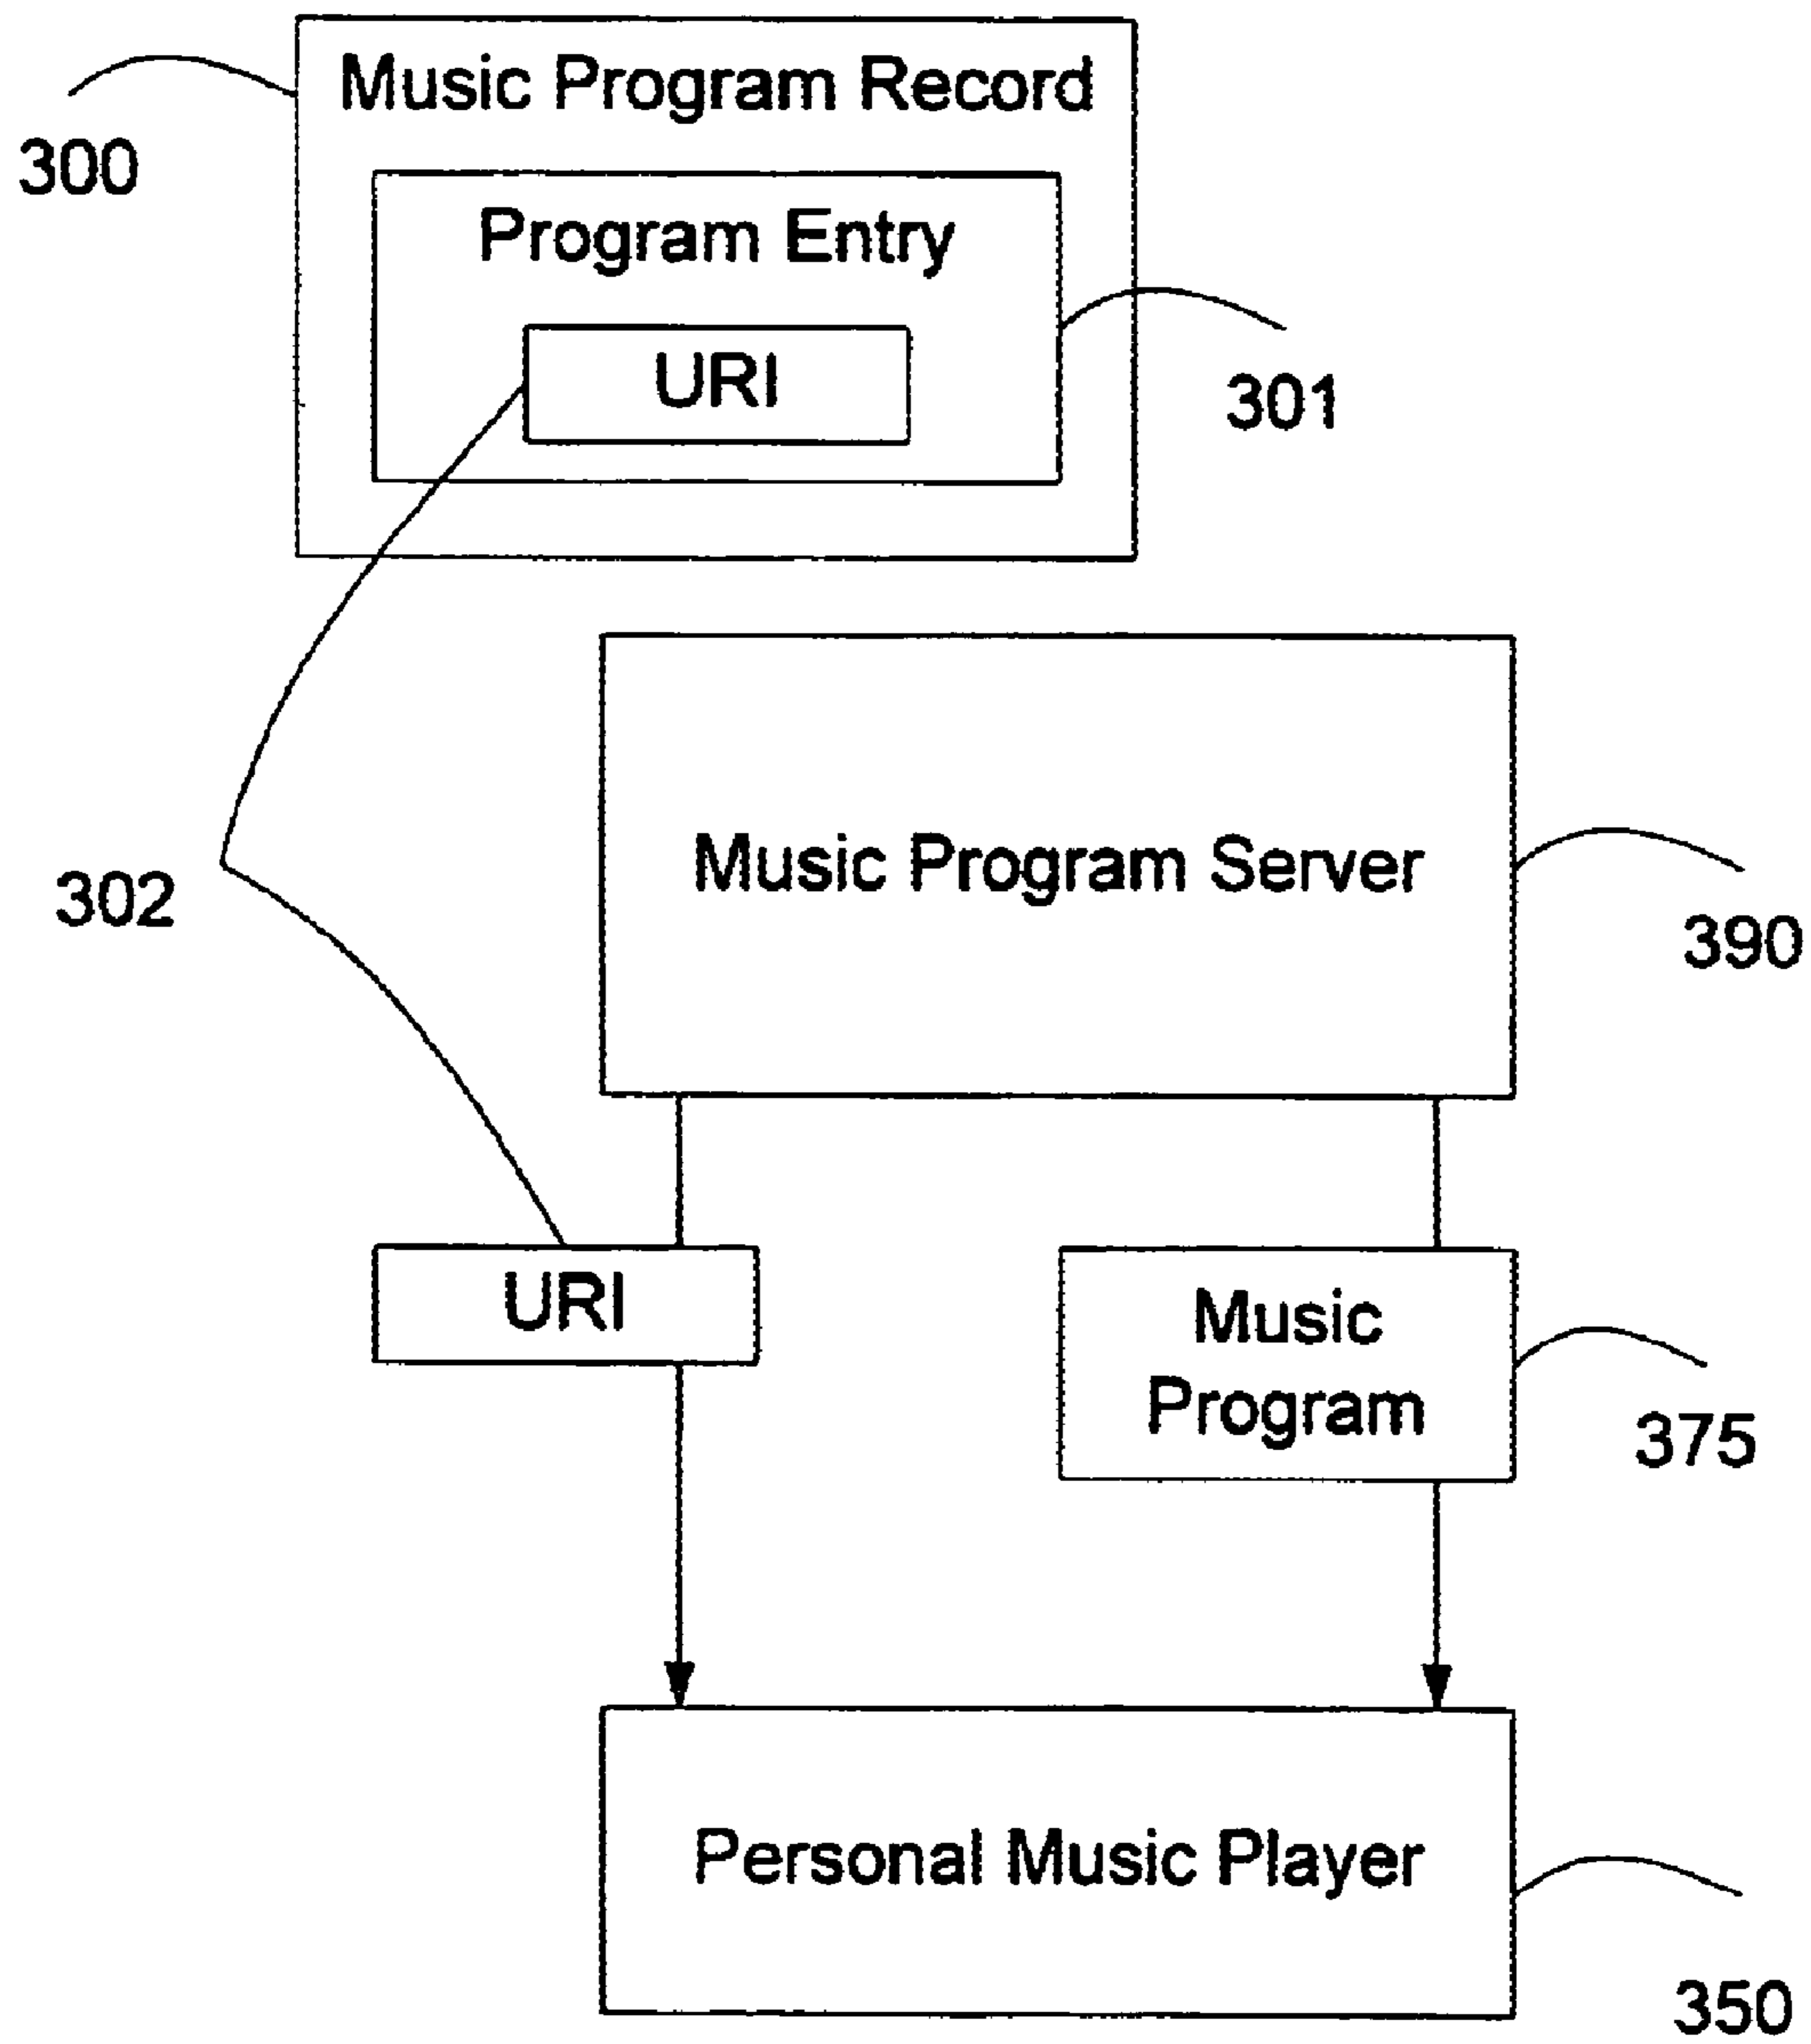 Music Program Record
300
Program Entry
URI
301
Music Program Server
302
390
URI
Music
Program
375
Personal Music Player
350